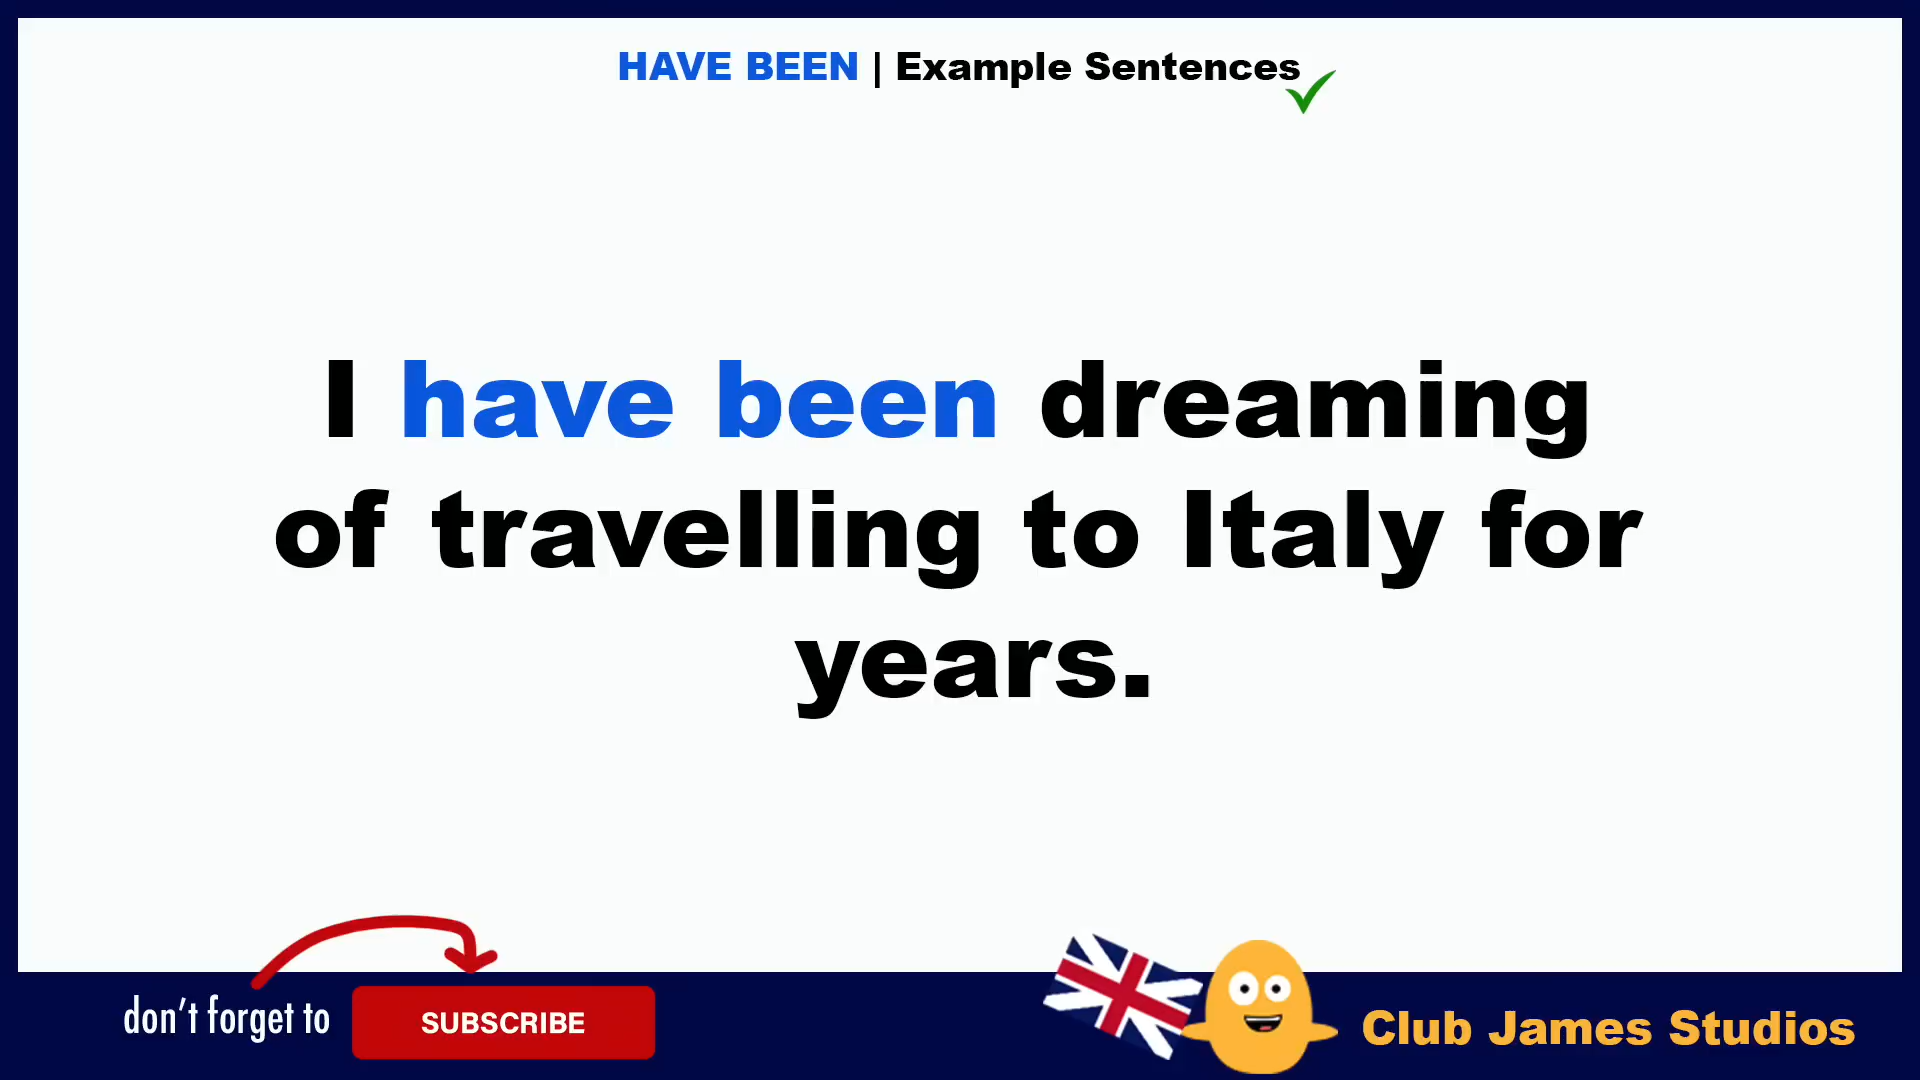 HAVE BEEN | Example Sentences
I have been dreaming
of travelling to Italy for
years.
don't forget to
SUBSCRIBE
Club James Studios